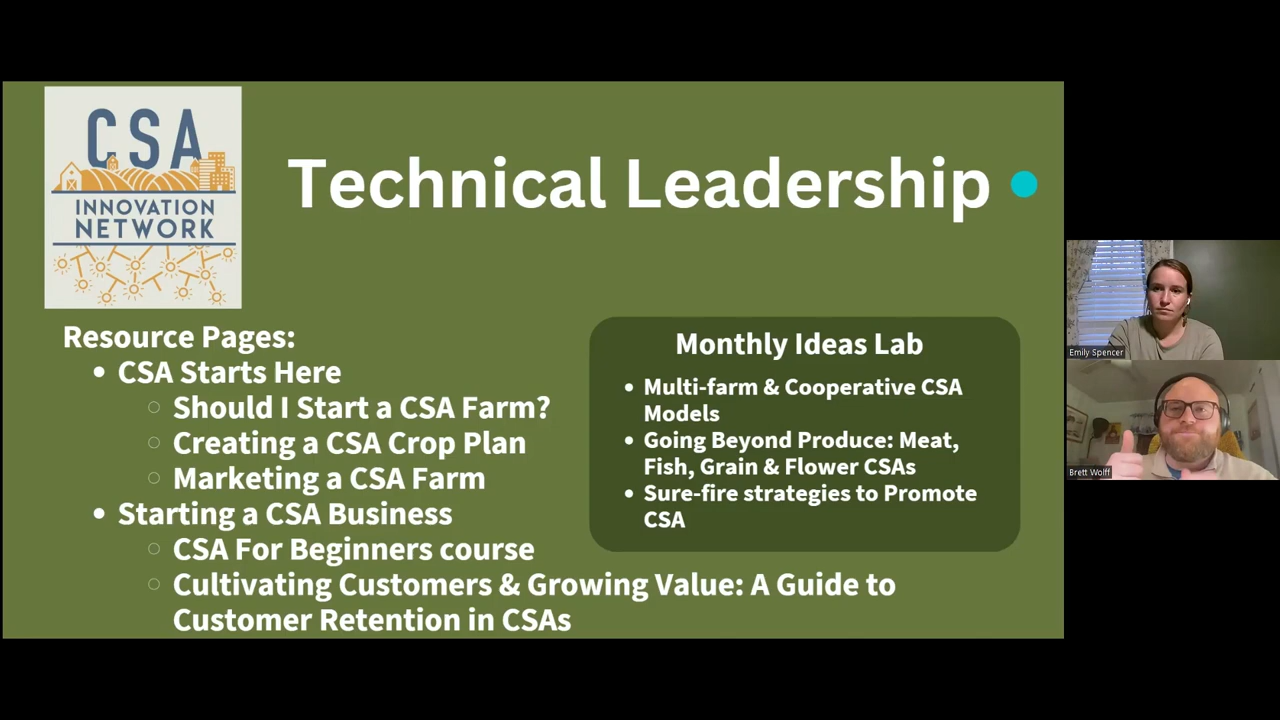 CSA
INNOVATION
NETWORK
Technical Leadership
Resource Pages:
• CSA Starts Here
○ Should I Start a CSA Farm?
○ Creating a CSA Crop Plan
○ Marketing a CSA Farm
• Starting a CSA Business
○ CSA For Beginners course
○ Cultivating Customers & Growing Value: A Guide to
Customer Retention in CSAs
Monthly Ideas Lab
• Multi-farm & Cooperative CSA
Models
• Going Beyond Produce: Meat,
Fish, Grain & Flower CSAs
• Sure-fire strategies to Promote
CSA
Emily Spencer
Brett Wolff